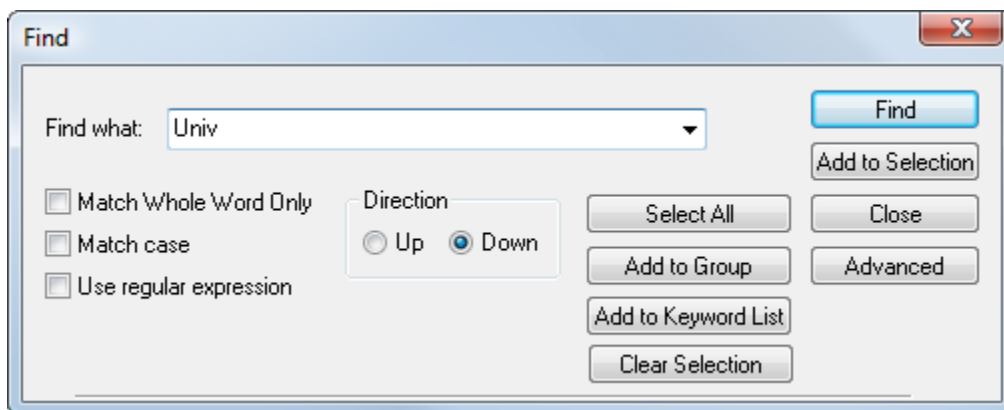 Find
Find what: Univ
Find
Add to Selection
Match Whole Word Only
Direction
Select All
Close
Match case
Up Down
Add to Group
Advanced
Use regular expression
Add to Keyword List
Clear Selection